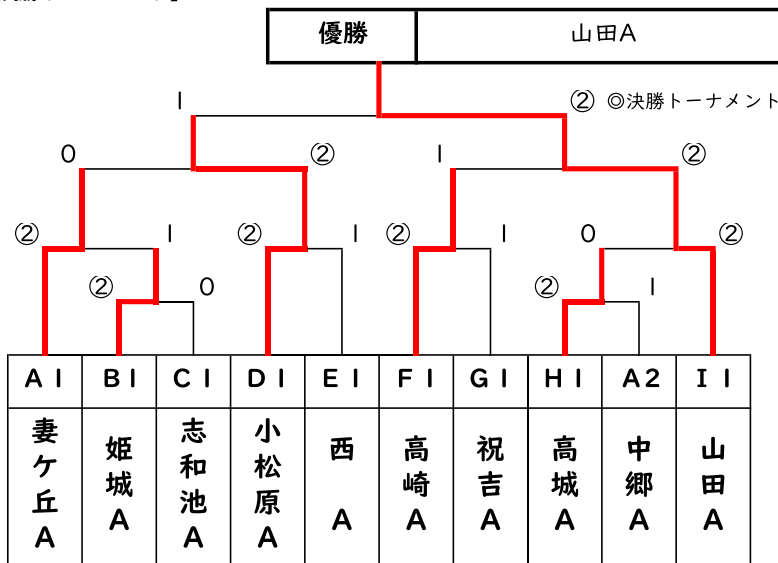 優勝 山田A
1 ② ◎決勝トーナメント
0 ② 1 ②
② 1 ② 1 ② 1 0 ②
② 0 ② 1
A1 B1 C1 D1 E1 F1 G1 H1 A2 I1
妻ケ丘A
姫城A
志和池A
小松原A
西A
高崎A
祝吉A
高城A
中郷A
山田A